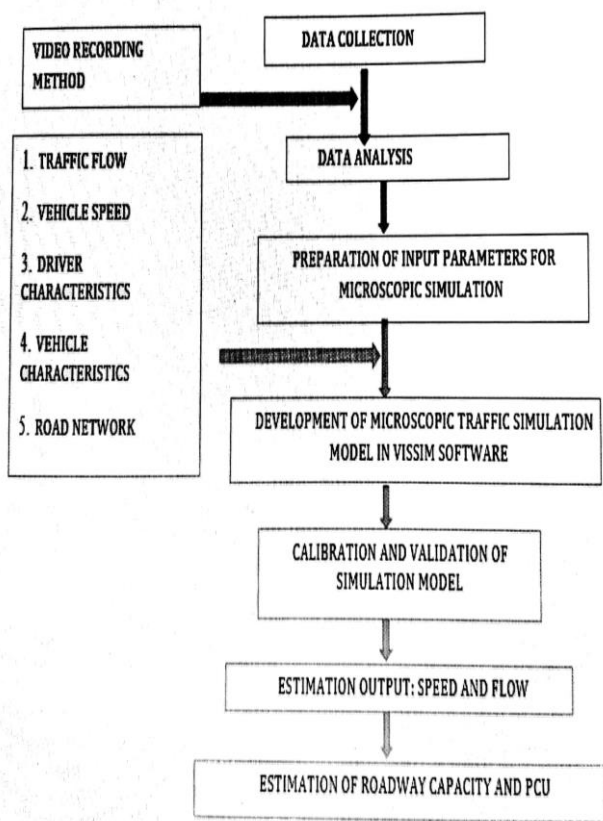 DATA COLLECTION
VIDEO RECORDING
METHOD
DATA ANALYSIS
1. TRAFFIC FLOW
2. VEHICLE SPEED
3. DRIVER
CHARACTERISTICS
4. VEHICLE
CHARACTERISTICS
5. ROAD NETWORK
PREPARATION OF INPUT PARAMETERS FOR
MICROSCOPIC SIMULATION
DEVELOPMENT OF MICROSCOPIC TRAFFIC SIMULATION
MODEL IN VISSIM SOFTWARE
CALIBRATION AND VALIDATION OF
SIMULATION MODEL
ESTIMATION OUTPUT: SPEED AND FLOW
ESTIMATION OF ROADWAY CAPACITY AND PCU